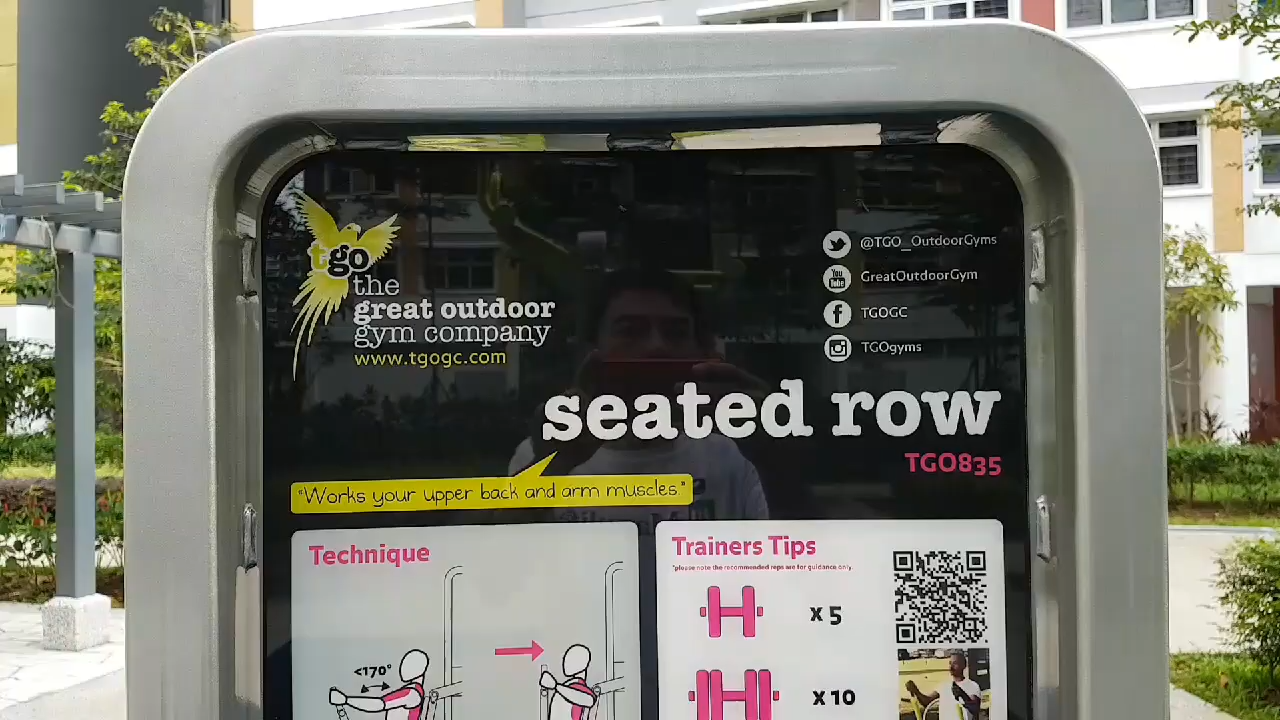 tgo
the
great outdoor
gym company
www.tgogc.com
@TGO_OutdoorGyms
You
Tube
GreatOutdoorGym
f
TGOGC
TGOgyms
seated row
TGO835
"Works your upper back and arm muscles"
Technique
<170°
Trainers Tips
*please note the recommended reps are for guidance only.
x 5
x 10